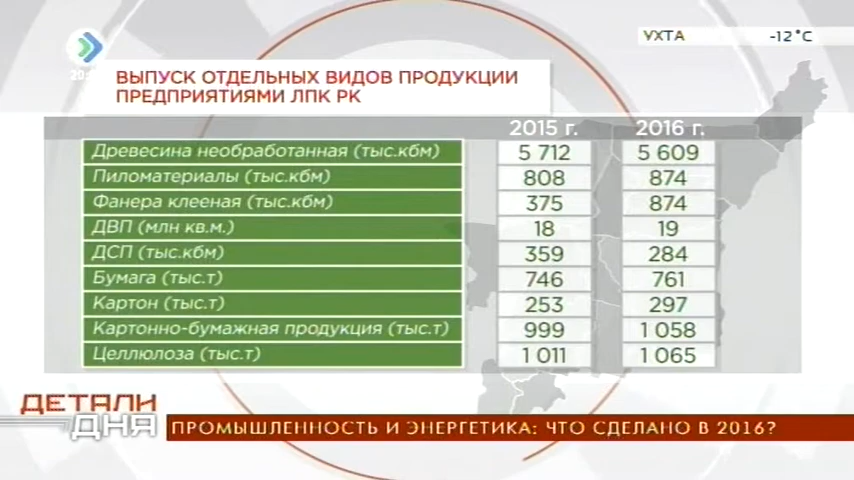 УХТА -12°C
ВЫПУСК ОТДЕЛЬНЫХ ВИДОВ ПРОДУКЦИИ
ПРЕДПРИЯТИЯМИ ЛПК РК
2015 г. 2016 г.
Древесина необработанная (тыс.кбм) 5 712 5 609
Пиломатериалы (тыс.кбм) 808 874
Фанера клееная (тыс.кбм) 375 874
ДВП (млн кв.м.) 18 19
ДСП (тыс.кбм) 359 284
Бумага (тыс.т) 746 761
Картон (тыс.т) 253 297
Картонно-бумажная продукция (тыс.т) 999 1 058
Целлюлоза (тыс.т) 1 011 1 065
ДЕТАЛИ
ДНЯ
ПРОМЫШЛЕННОСТЬ И ЭНЕРГЕТИКА: ЧТО СДЕЛАНО В 2016?